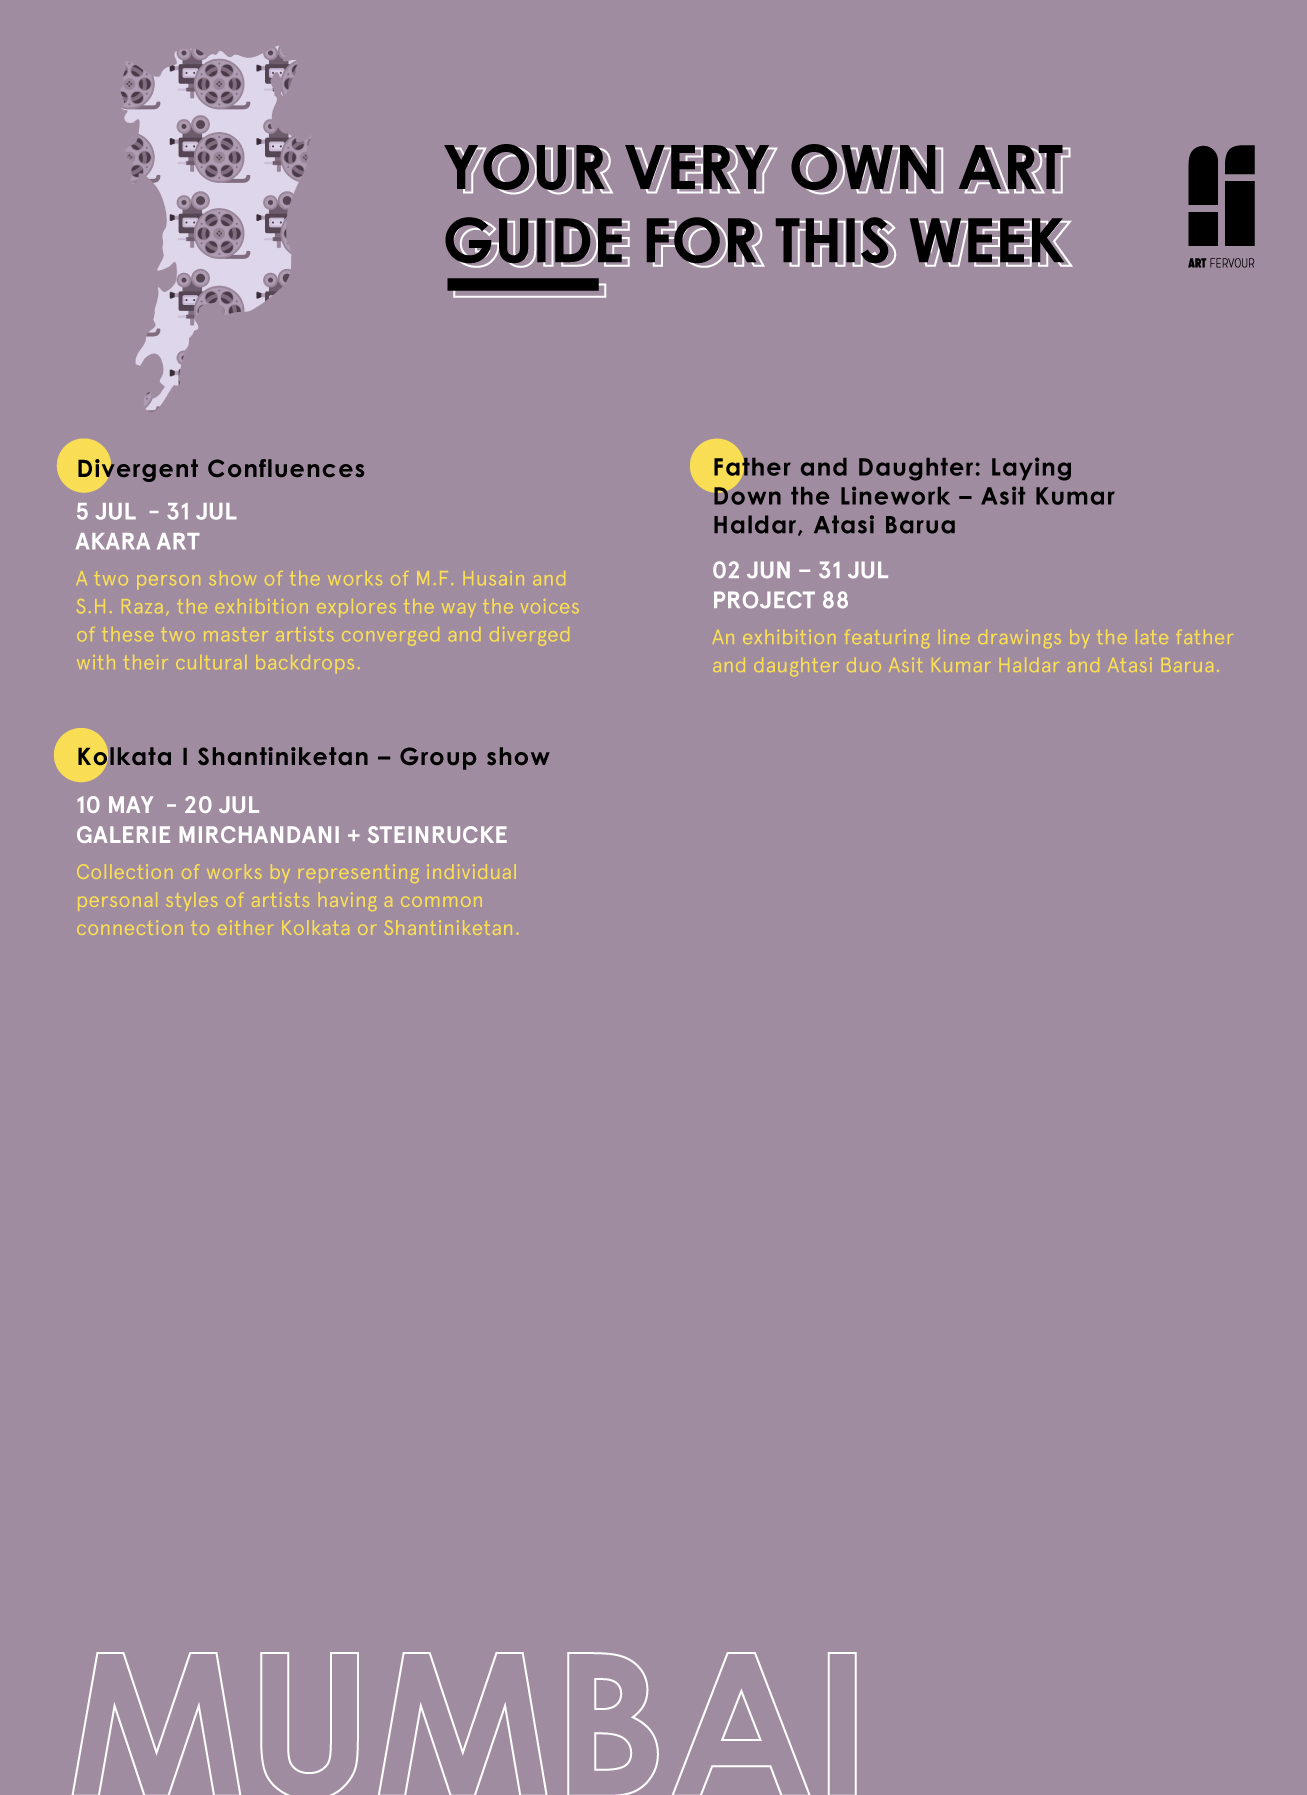 YOUR VERY OWN ART
GUIDE FOR THIS WEEK
ART FERVOUR
Divergent Confluences
5 JUL - 31 JUL
AKARA ART
A two person show of the works of M.F. Husain and
S.H. Raza, the exhibition explores the way the voices
of these two master artists converged and diverged
with their cultural backdrops.
Father and Daughter: Laying
Down the Linework – Asit Kumar
Haldar, Atasi Barua
02 JUN – 31 JUL
PROJECT 88
An exhibition featuring line drawings by the late father
and daughter duo Asit Kumar Haldar and Atasi Barua.
Kolkata I Shantiniketan – Group show
10 MAY - 20 JUL
GALERIE MIRCHANDANI + STEINRUCKE
Collection of works by representing individual
personal styles of artists having a common
connection to either Kolkata or Shantiniketan.
MUMBAI